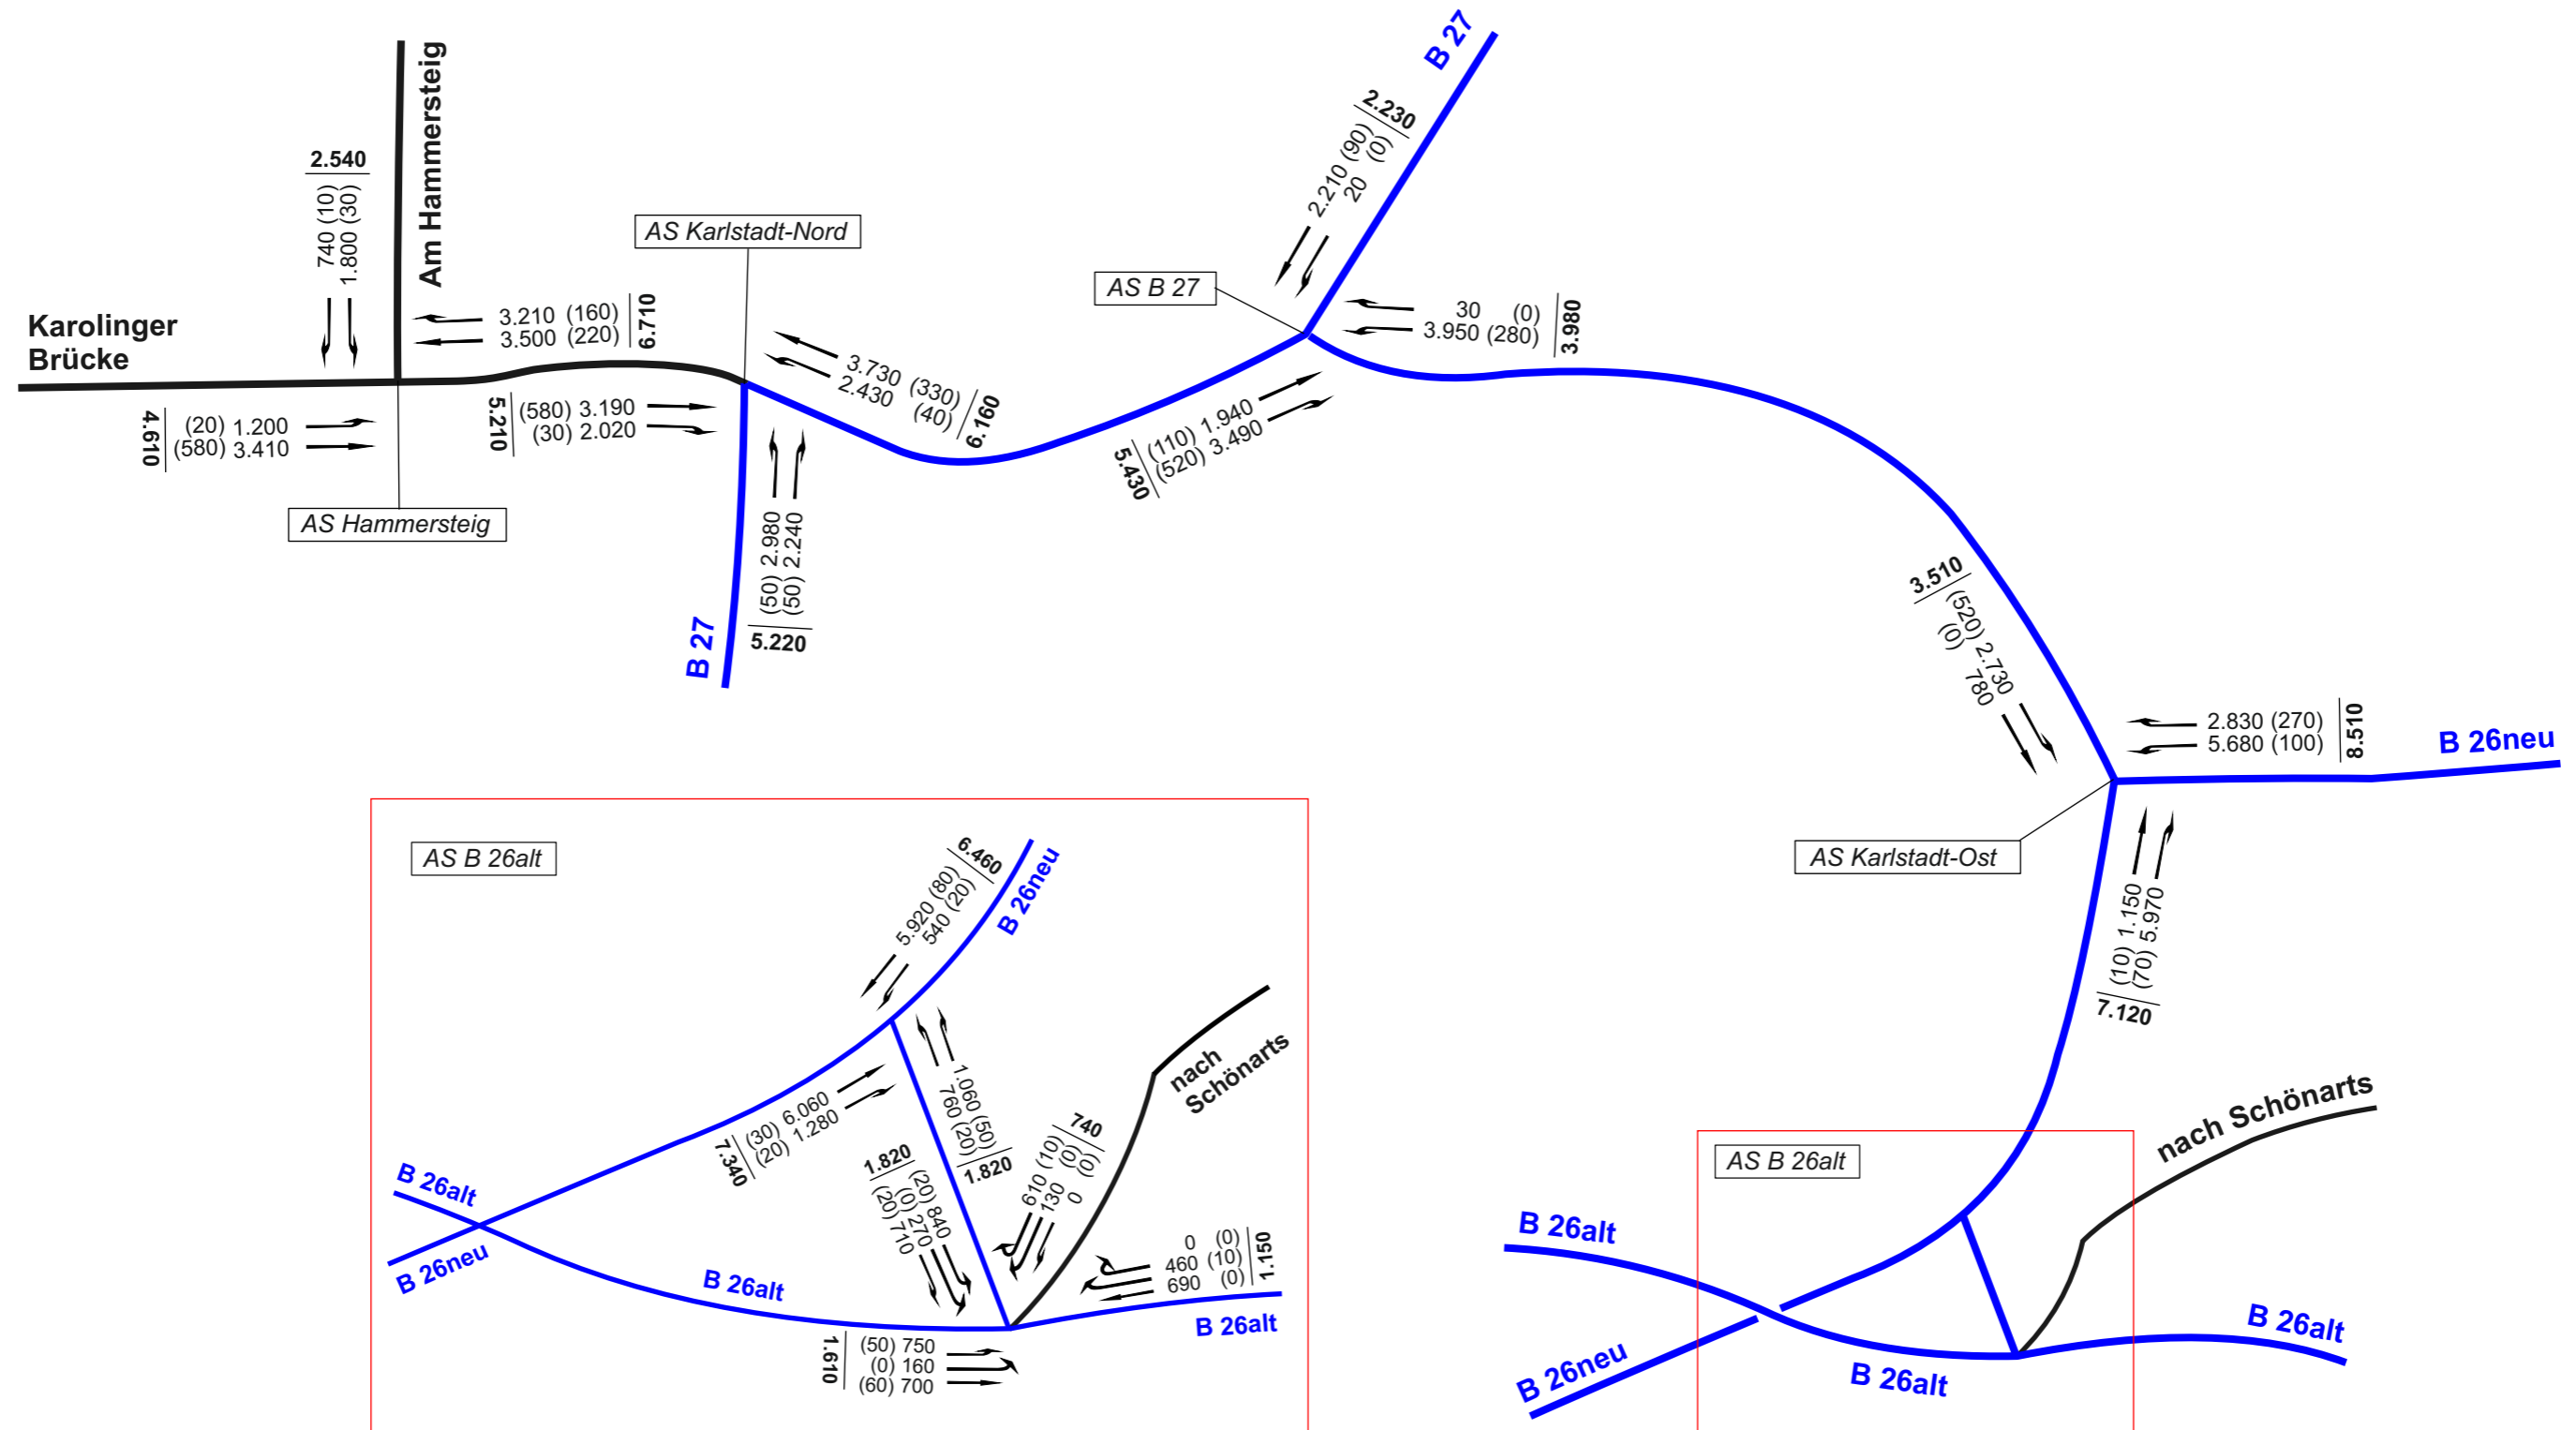 B 27
2.230
2.210 (90)
20 (0)
Am Hammersteig
2.540
740 (10)
1.800 (30)
AS Karlstadt-Nord
AS B 27
Karolinger
Brücke
3.210 (160)
3.500 (220)
6.710
30 (0)
3.950 (280)
3.980
3.730 (330)
2.430 (40)
6.160
4.610
(20) 1.200
(580) 3.410
5.210
(580) 3.190
(30) 2.020
5.430
(110) 1.940
(520) 3.490
AS Hammersteig
(50) 2.980
(50) 2.240
5.220
B 27
3.510
(520) 2.730
(0) 780
2.830 (270)
5.680 (100)
8.510
B 26neu
AS Karlstadt-Ost
(10) 1.150
(70) 5.970
7.120
AS B 26alt
6.460
5.920 (80)
540 (20)
B 26neu
nach
Schönarts
7.340
(30) 6.060
(20) 1.280
1.060 (50)
760 (20)
1.820
1.820
(20) 840
(0) 270
(20) 710
740
610 (10)
130 (0)
0 (0)
0 (0)
460 (10)
690 (0)
1.150
B 26alt
B 26neu
B 26alt
B 26alt
1.610
(50) 750
(0) 160
(60) 700
AS B 26alt
nach Schönarts
B 26alt
B 26neu
B 26alt
B 26alt